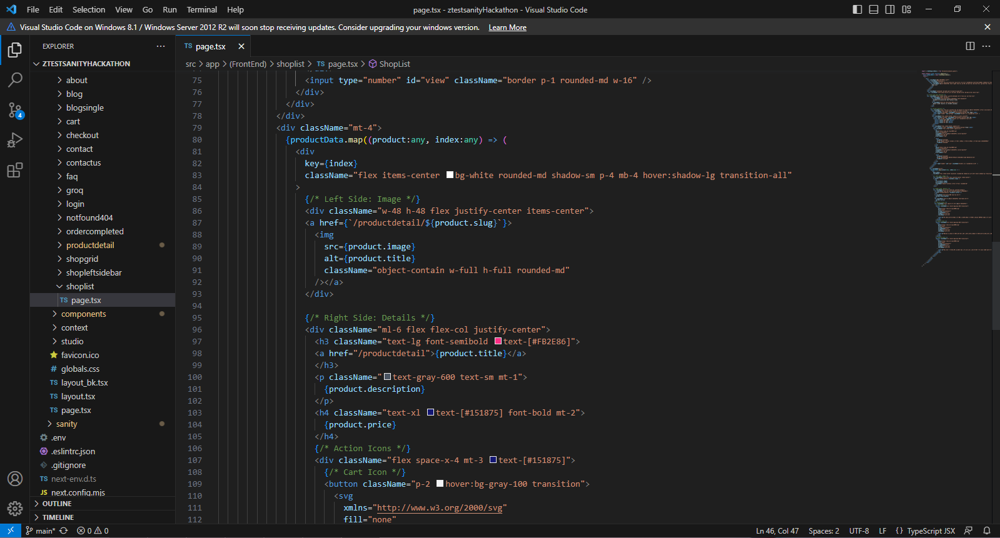 File Edit Selection View Go Run Terminal Help
page.tsx - ztestsanityHackathon - Visual Studio Code
Visual Studio Code on Windows 8.1 / Windows Server 2012 R2 will soon stop receiving updates. Consider upgrading your windows version. Learn More
EXPLORER
ZTESTSANITYHACKATHON
about
blog
blogsingle
cart
checkout
contact
contactus
faq
groq
login
notfound404
ordercompleted
productdetail
shopgrid
shopleftsidebar
shoplist
TS page.tsx
components
context
studio
favicon.ico
# globals.css
TS layout_bk.tsx
TS layout.tsx
TS page.tsx
sanity
.env
.eslintrc.json
.gitignore
TS next-env.d.ts
JS next.config.mjs
OUTLINE
TIMELINE
4
TS page.tsx
src > app > (FrontEnd) > shoplist > TS page.tsx > ShopList
75 <input type="number" id="view" className="border p-1 rounded-md w-16" />
76 </div>
77 </div>
78 </div>
79 <div className="mt-4">
80 {productData.map((product:any, index:any) => (
81 <div
82 key={index}
83 className="flex items-center bg-white rounded-md shadow-sm p-4 mb-4 hover:shadow-lg transition-all"
84 >
85 {/* Left Side: Image */}
86 <div className="w-48 h-48 flex justify-center items-center">
87 <a href={`/productdetail/${product.slug}`}>
88 <img
89 src={product.image}
90 alt={product.title}
91 className="object-contain w-full h-full rounded-md"
92 /></a>
93 </div>
94
95 {/* Right Side: Details */}
96 <div className="ml-6 flex flex-col justify-center">
97 <h3 className="text-lg font-semibold text-[#FB2E86]">
98 <a href="/productdetail">{product.title}</a>
99 </h3>
100 <p className="text-gray-600 text-sm mt-1">
101 {product.description}
102 </p>
103 <h4 className="text-xl text-[#151875] font-bold mt-2">
104 {product.price}
105 </h4>
106 {/* Action Icons */}
107 <div className="flex space-x-4 mt-3 text-[#151875]">
108 {/* Cart Icon */}
109 <button className="p-2 hover:bg-gray-100 transition">
110 <svg
111 xmlns="http://www.w3.org/2000/svg"
112 fill="none"
main* 0 0
Ln 46, Col 47 Spaces: 2 UTF-8 LF {} TypeScript JSX